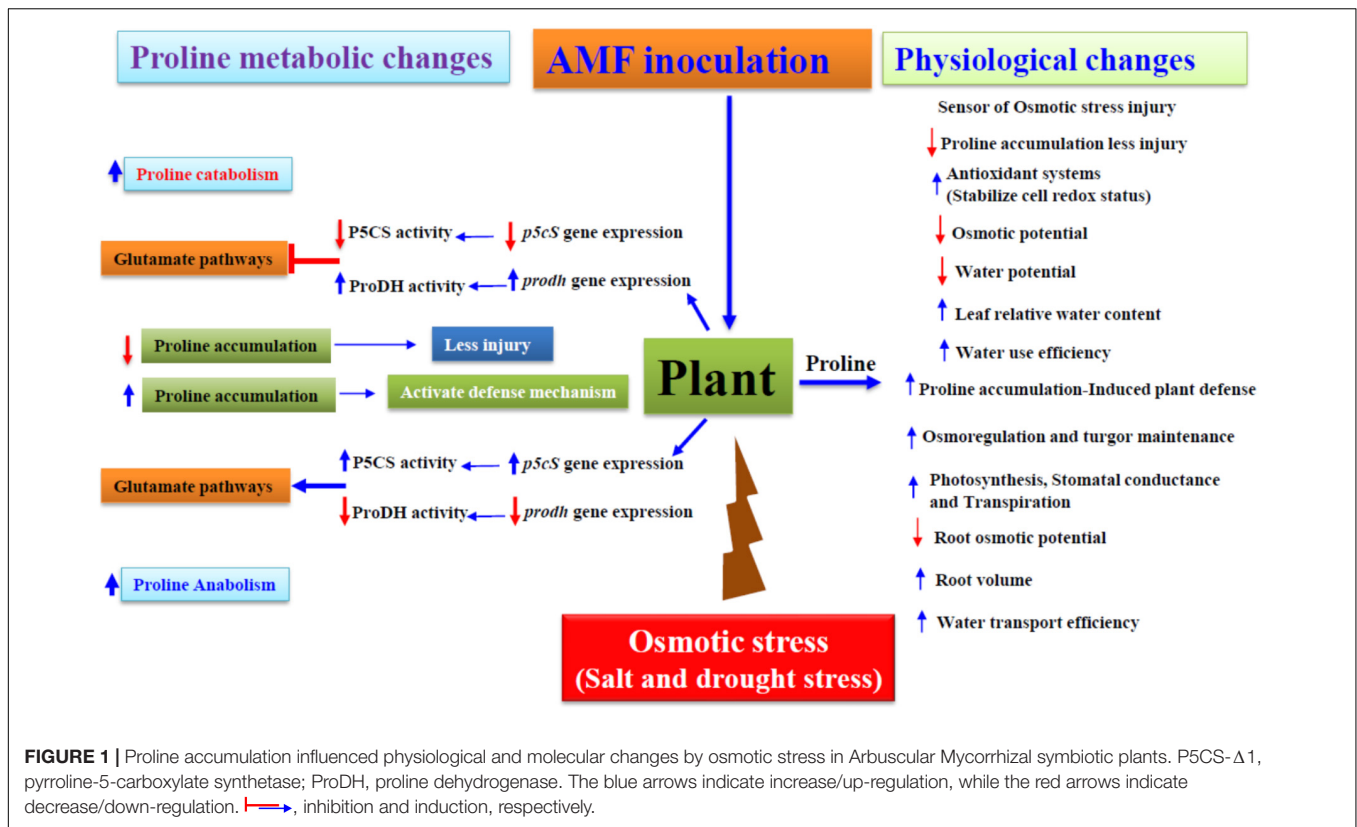 Proline metabolic changes
AMF inoculation
Physiological changes
Proline catabolism
P5CS activity
p5cS gene expression
Glutamate pathways
ProDH activity
prodh gene expression
Proline accumulation
Less injury
Proline accumulation
Activate defense mechanism
P5CS activity
p5cS gene expression
Glutamate pathways
ProDH activity
prodh gene expression
Proline Anabolism
Plant
Proline
Osmotic stress
(Salt and drought stress)
Sensor of Osmotic stress injury
Proline accumulation less injury
Antioxidant systems
(Stabilize cell redox status)
Osmotic potential
Water potential
Leaf relative water content
Water use efficiency
Proline accumulation-Induced plant defense
Osmoregulation and turgor maintenance
Photosynthesis, Stomatal conductance
and Transpiration
Root osmotic potential
Root volume
Water transport efficiency
FIGURE 1 | Proline accumulation influenced physiological and molecular changes by osmotic stress in Arbuscular Mycorrhizal symbiotic plants. P5CS-Δ1,
pyrroline-5-carboxylate synthetase; ProDH, proline dehydrogenase. The blue arrows indicate increase/up-regulation, while the red arrows indicate
decrease/down-regulation. , inhibition and induction, respectively.